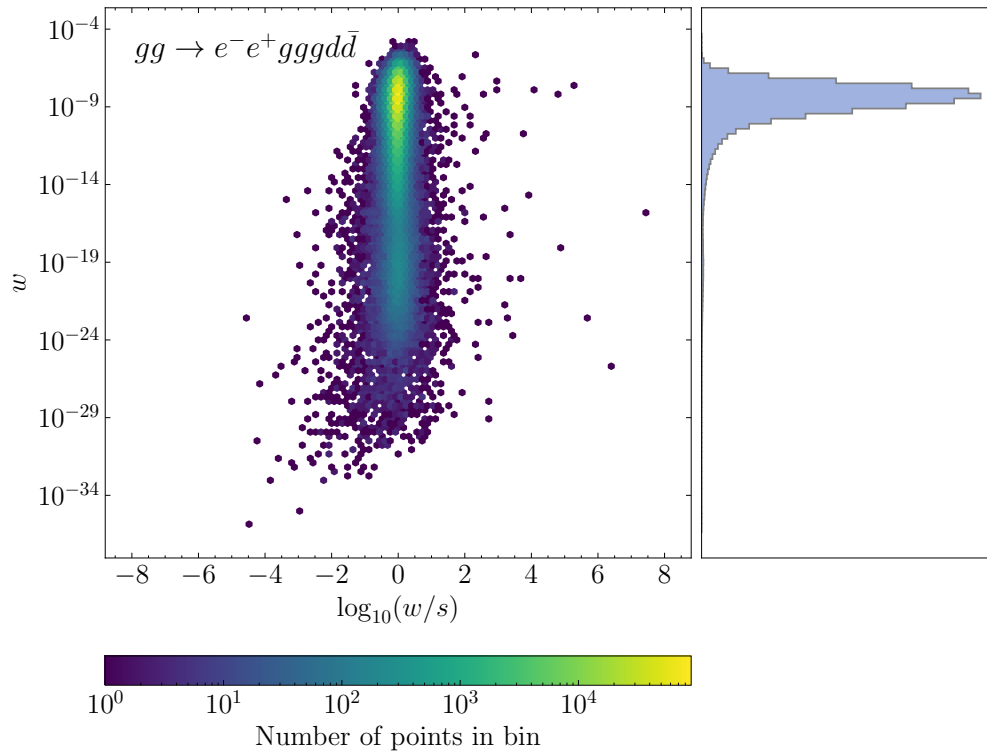 gg → e⁻e⁺gggdd̄
10⁻⁴
10⁻⁹
10⁻¹⁴
10⁻¹⁹
10⁻²⁴
10⁻²⁹
10⁻³⁴
w
−8 −6 −4 −2 0 2 4 6 8
log₁₀(w/s)
10⁰ 10¹ 10² 10³ 10⁴
Number of points in bin